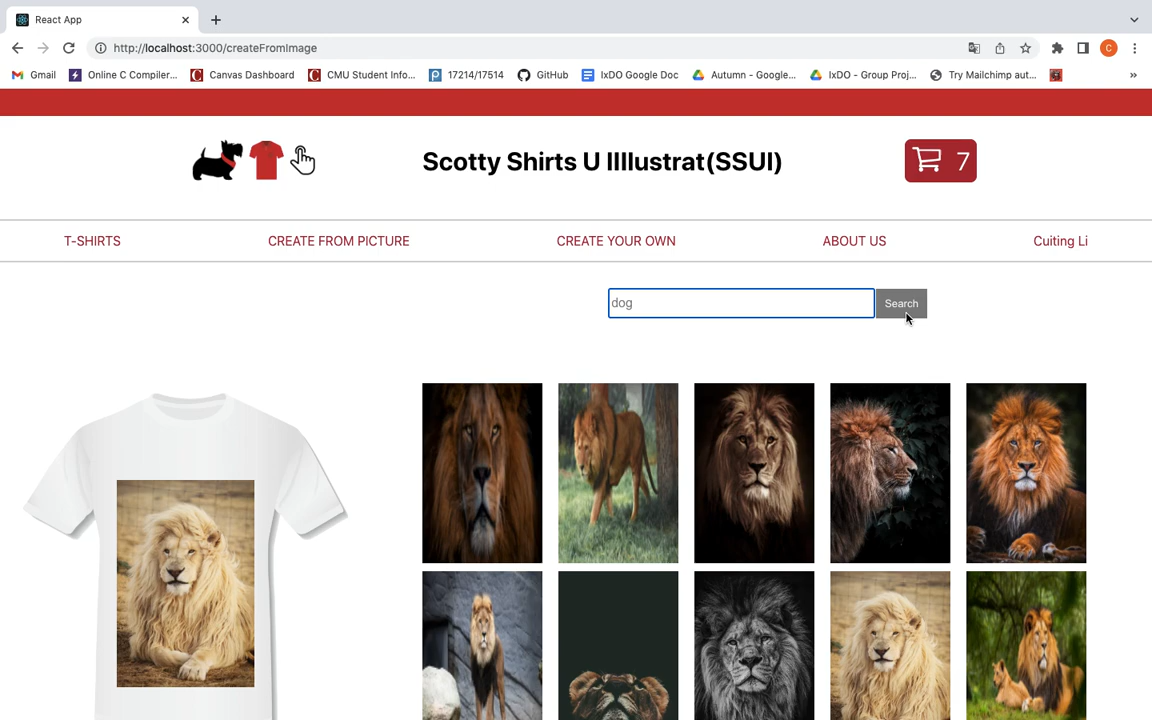 React App
http://localhost:3000/createFromImage
C
Gmail
Online C Compiler...
Canvas Dashboard
CMU Student Info...
17214/17514
GitHub
IxDO Google Doc
Autumn - Google...
IxDO - Group Proj...
Try Mailchimp aut...
Scotty Shirts U IIllustrat(SSUI)
7
T-SHIRTS
CREATE FROM PICTURE
CREATE YOUR OWN
ABOUT US
Cuiting Li
dog
Search